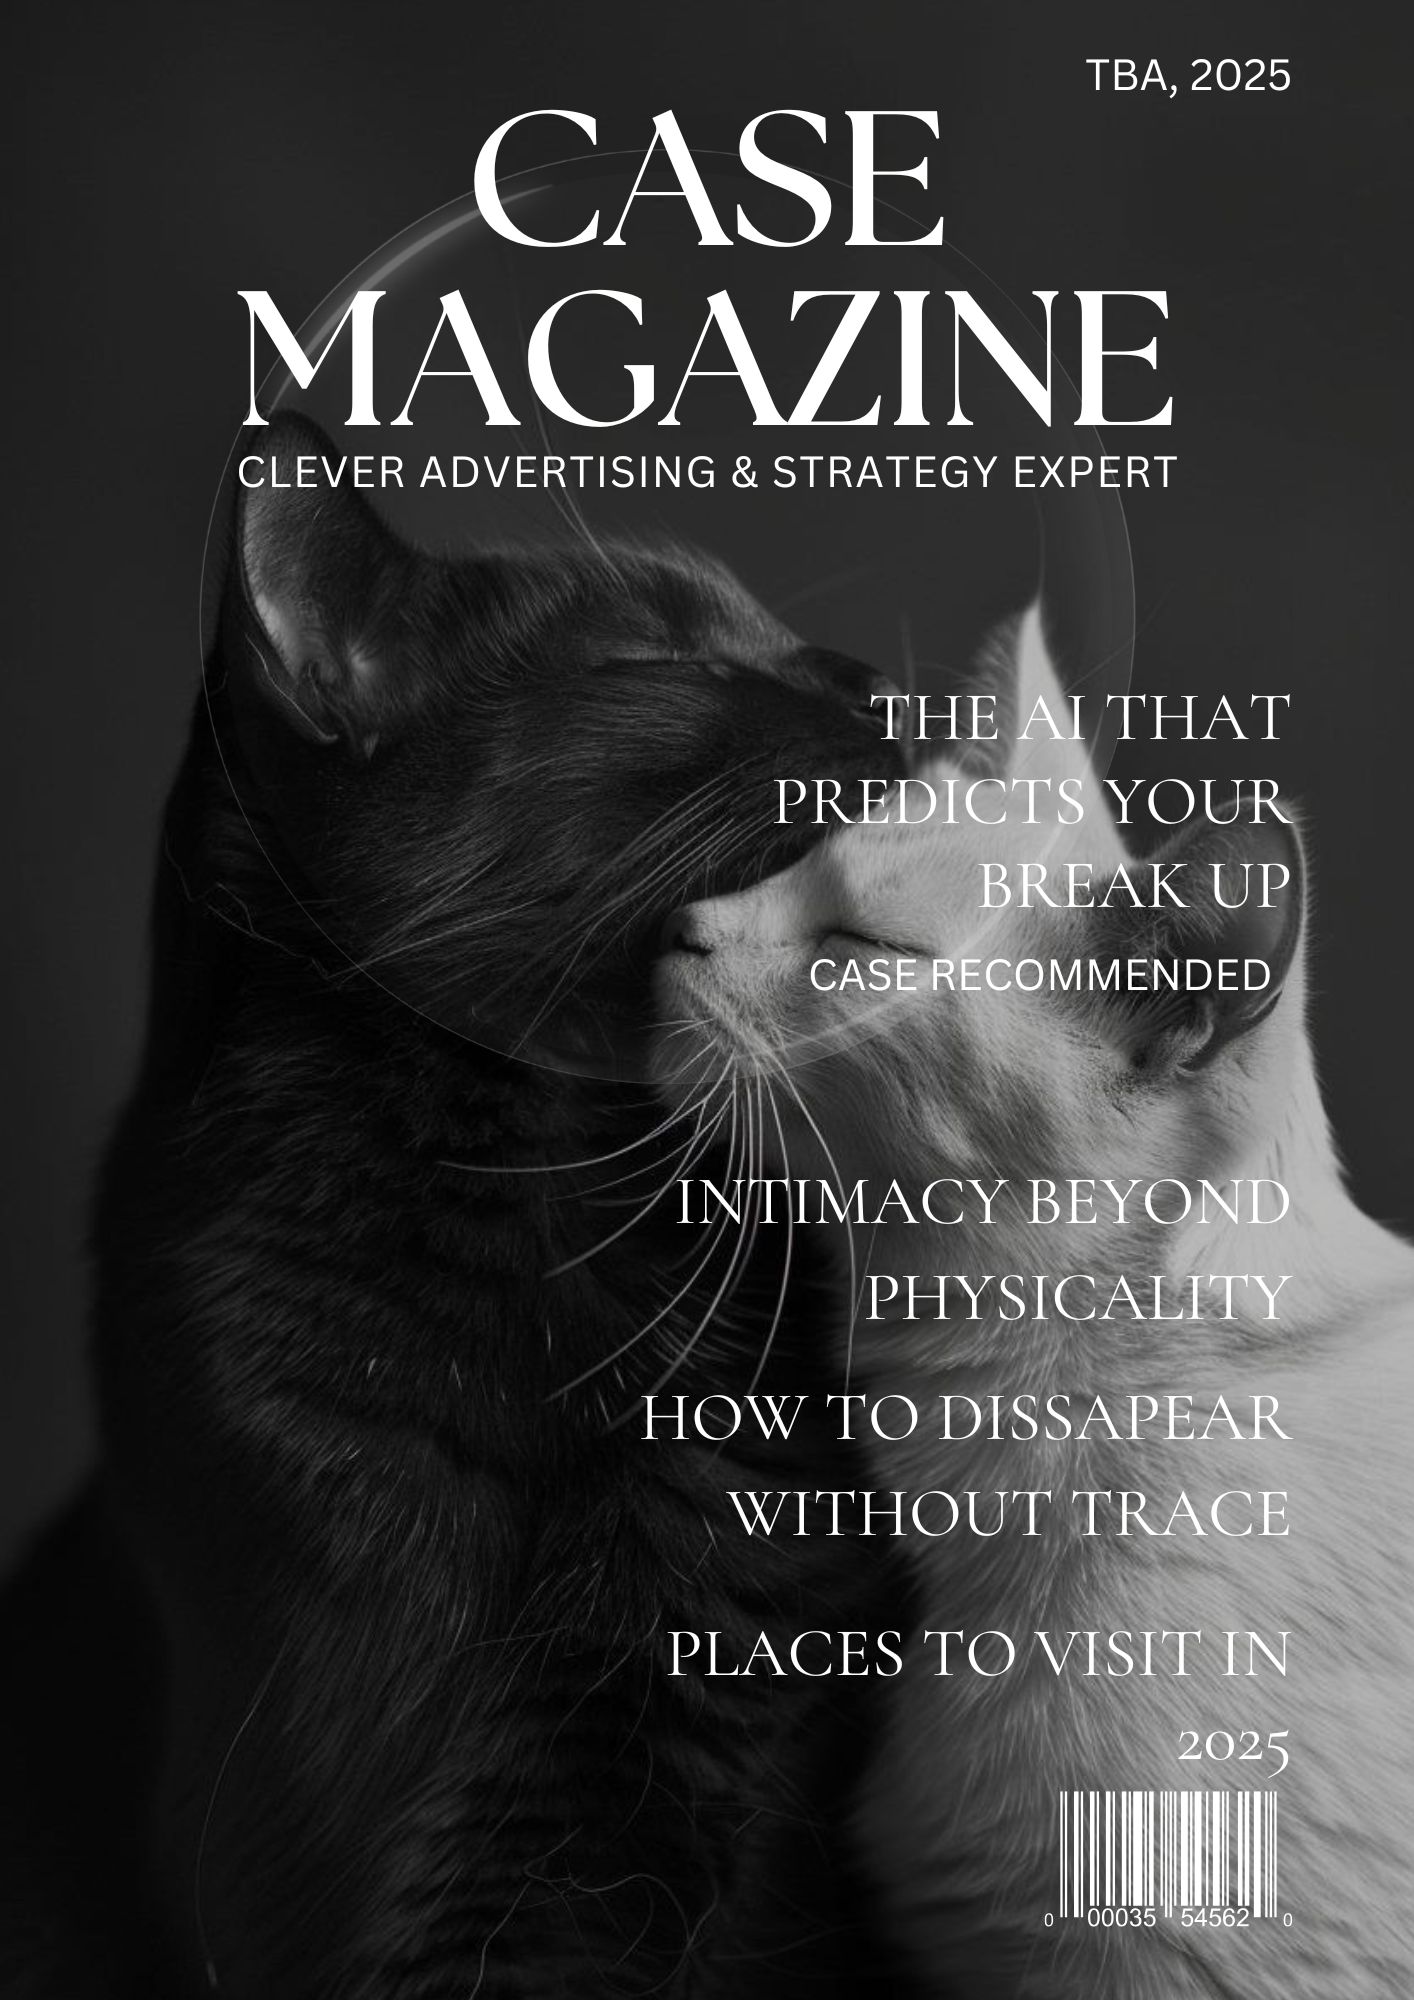 TBA, 2025
CASE
MAGAZINE
CLEVER ADVERTISING & STRATEGY EXPERT
THE AI THAT
PREDICTS YOUR
BREAK UP
CASE RECOMMENDED
INTIMACY BEYOND
PHYSICALITY
HOW TO DISSAPEAR
WITHOUT TRACE
PLACES TO VISIT IN
2025
0 00035 54562 0